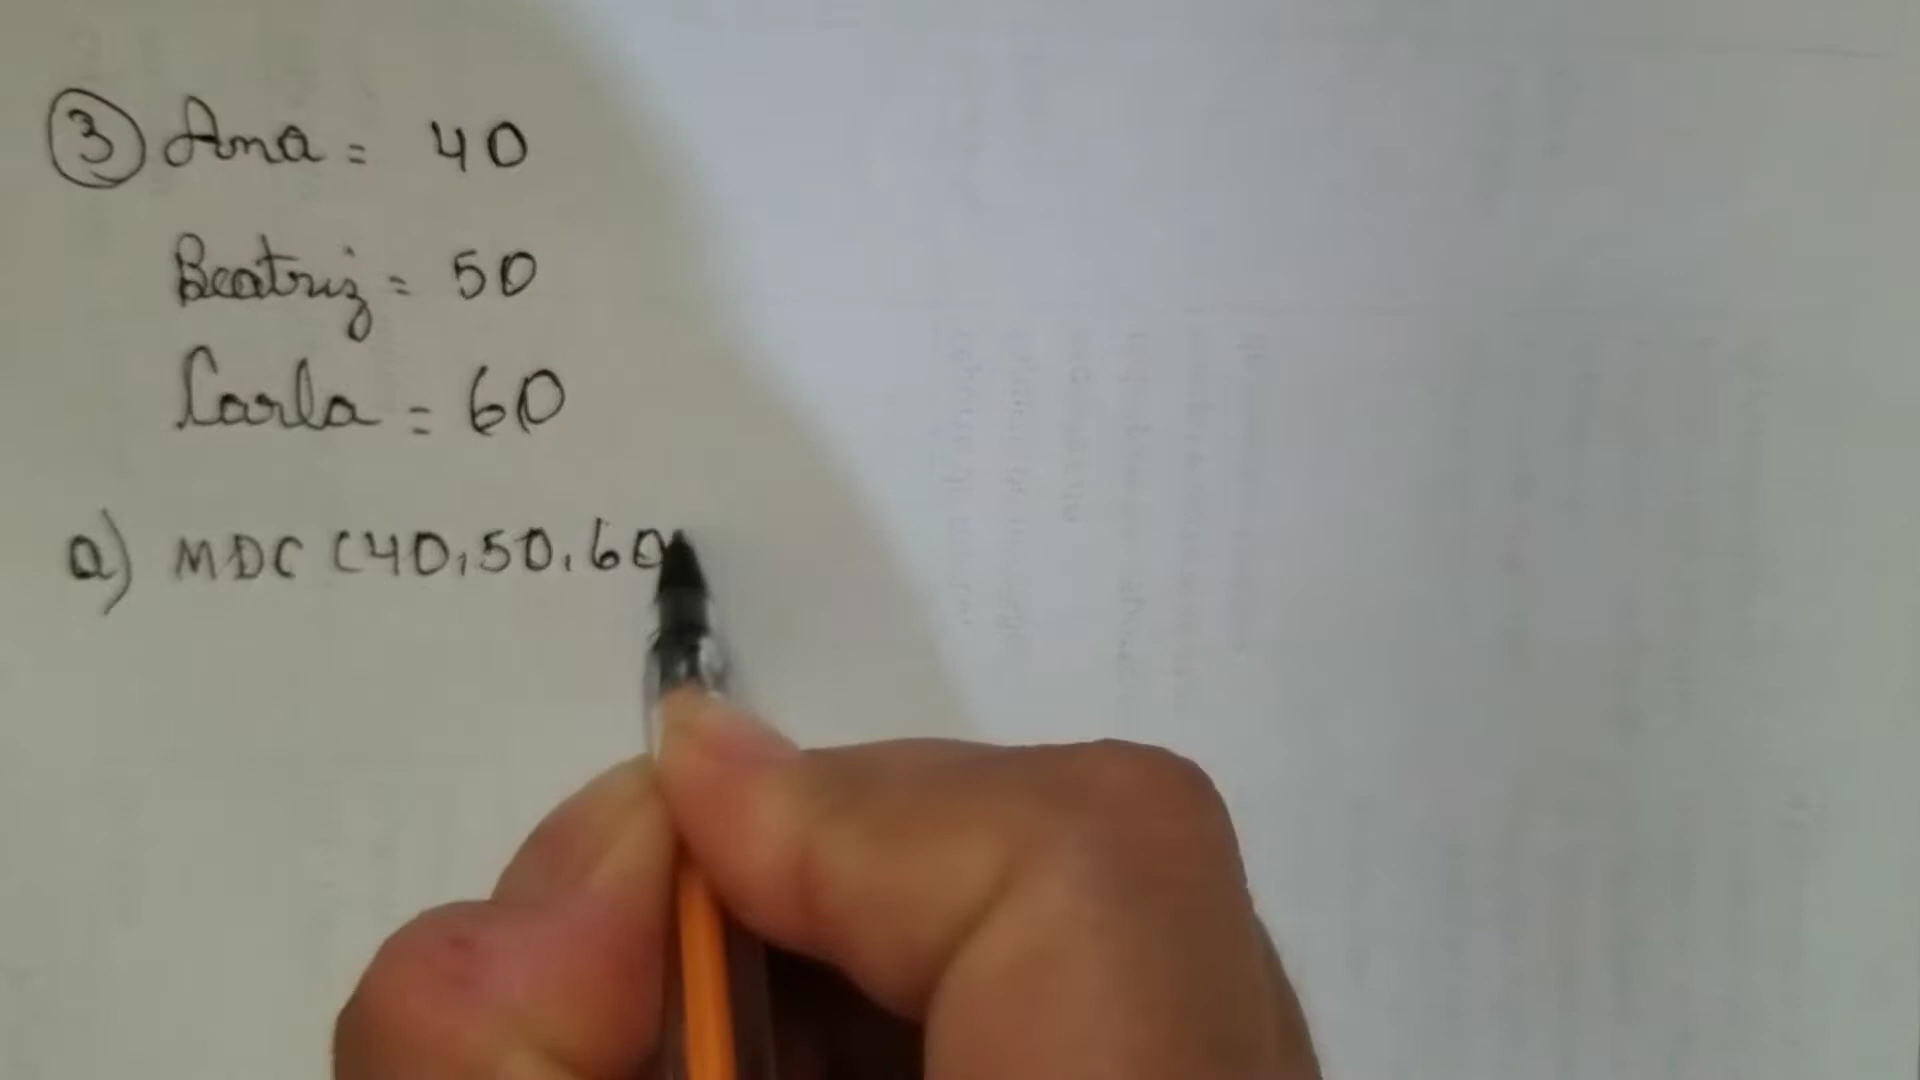 3 Ana = 40
Beatriz = 50
Carla = 60
a) MDC (40,50,60